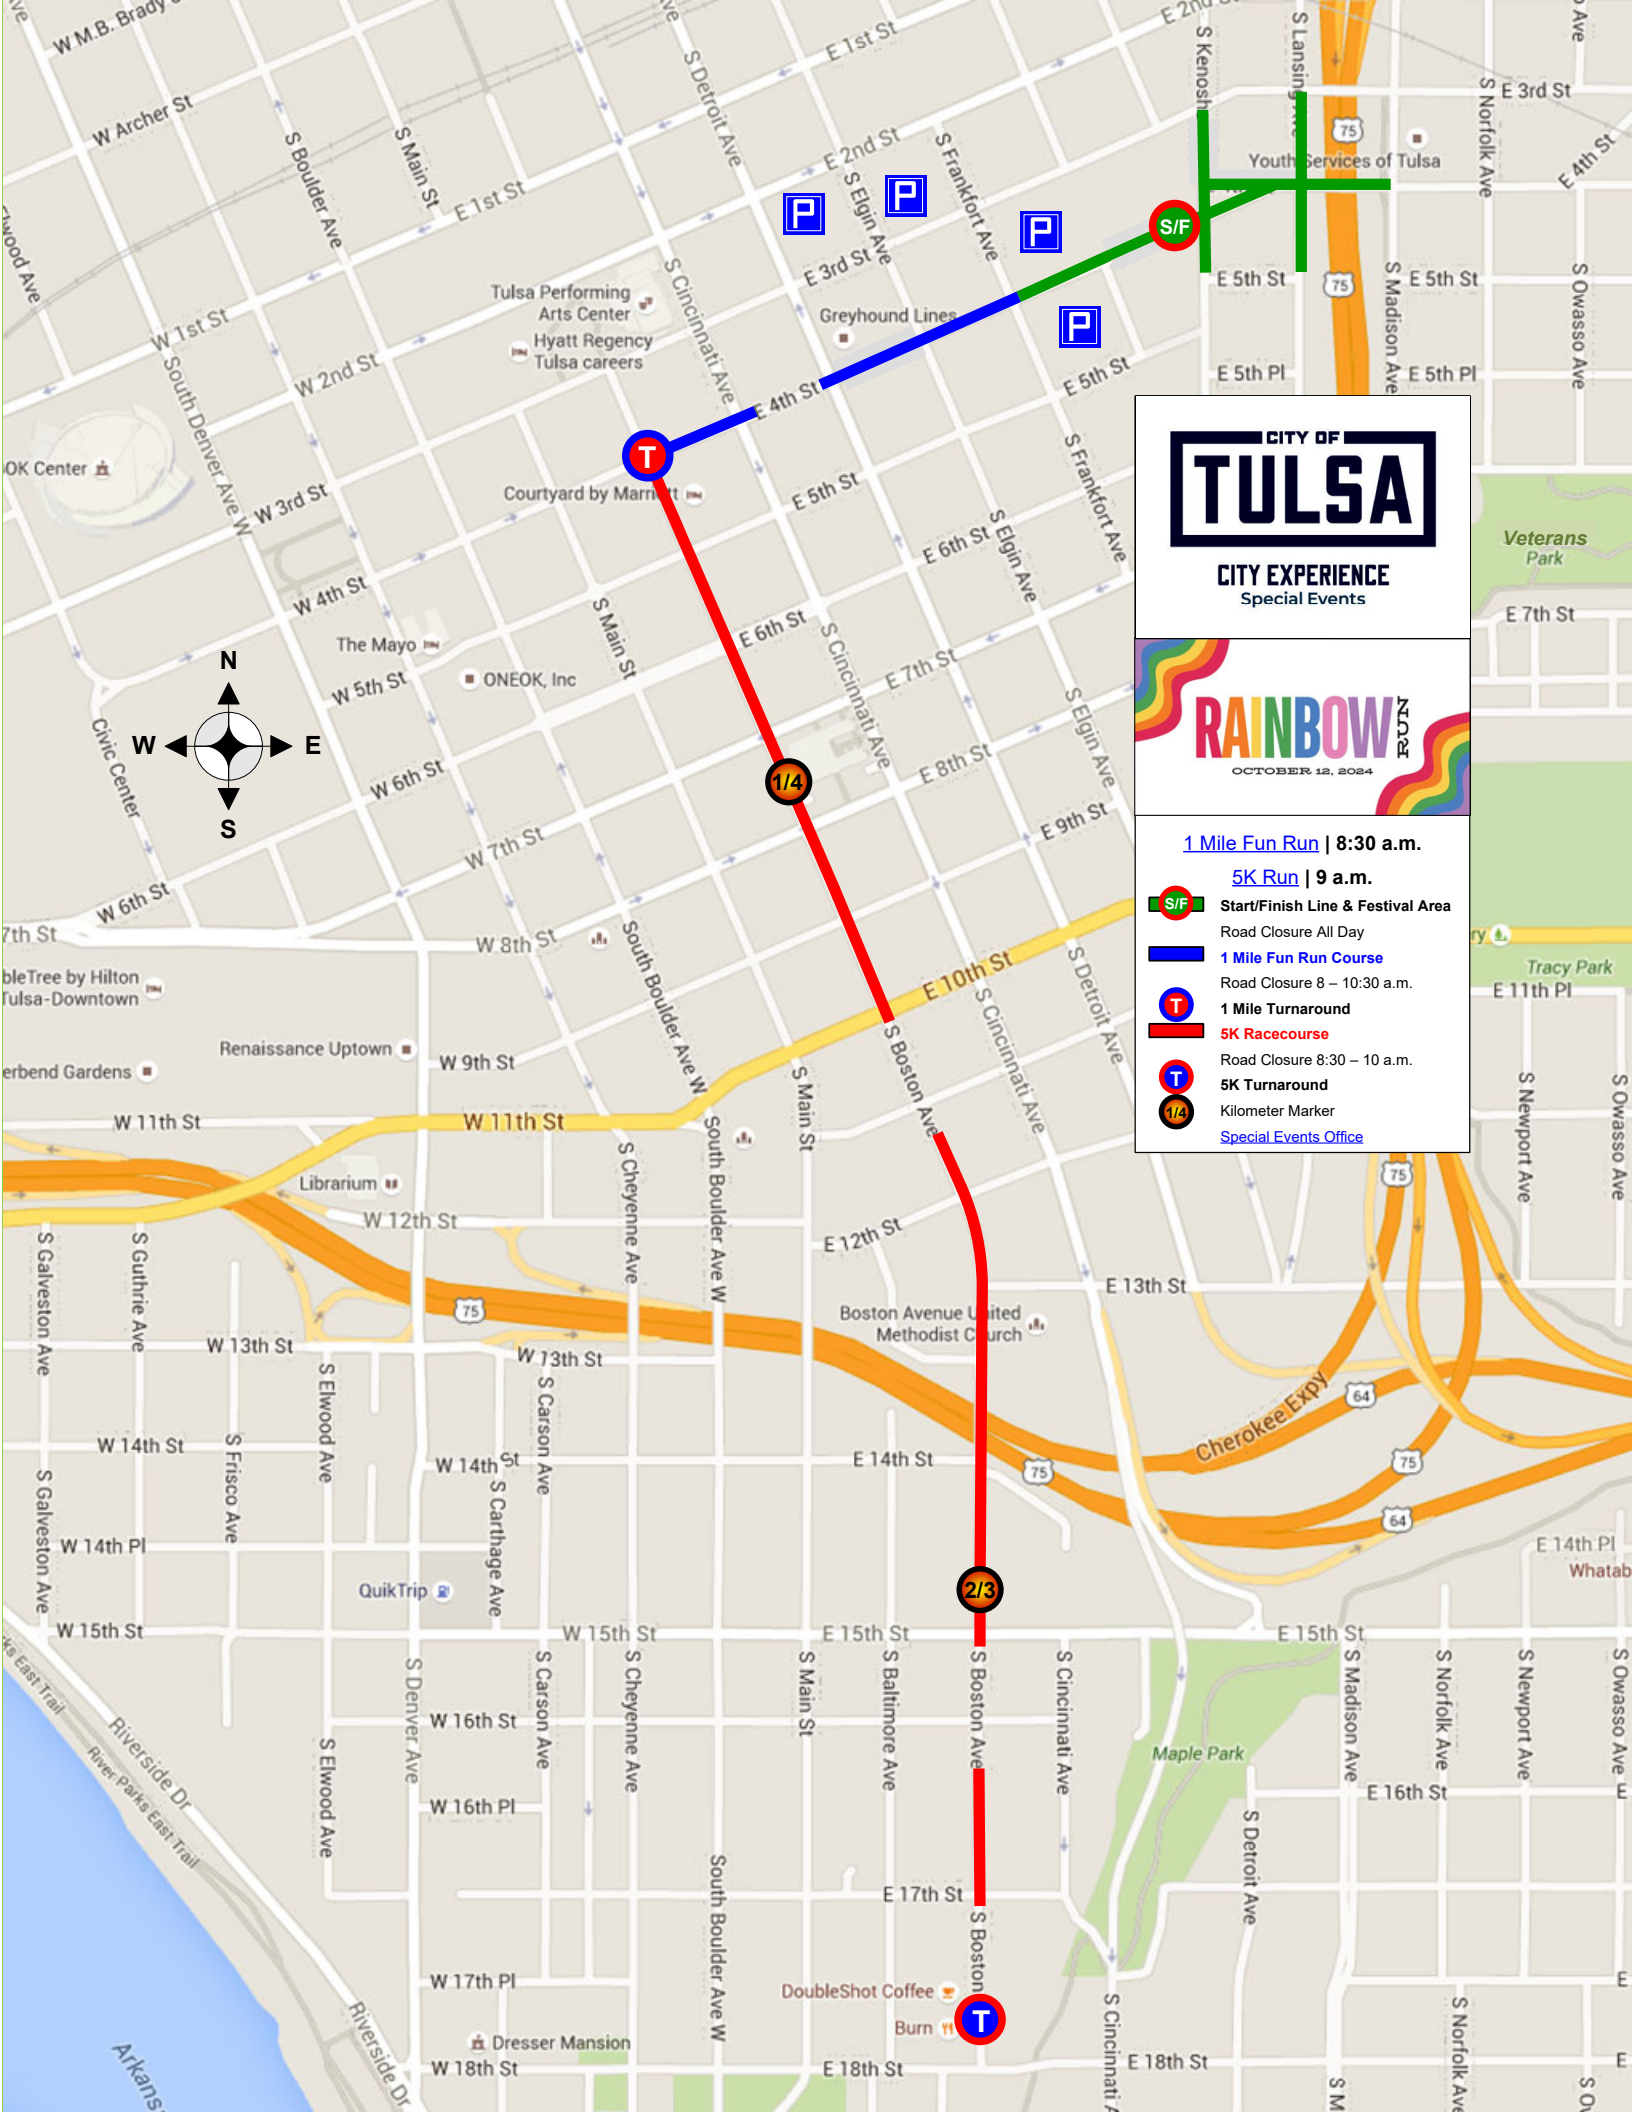 W M.B. Brady
E 1st St
E 2nd St
S Kenosh
S Lansing Ave
Ave
W Archer St
S Boulder Ave
S Main St
S Detroit Ave
E 2nd St
S Frankfort Ave
75
E 3rd St
S Norfolk Ave
E 4th St
Youth Services of Tulsa
E 1st St
S Elgin Ave
P
P
P
P
S/F
lwood Ave
W 1st St
South Denver Ave W
W 2nd St
Tulsa Performing
Arts Center
Hyatt Regency
Tulsa careers
S Cincinnati Ave
E 3rd St
Greyhound Lines
E 4th St
E 5th St
E 5th St
E 5th St
75
S Madison Ave
S Owasso Ave
E 5th Pl
E 5th Pl
OK Center
T
Courtyard by Marriott
W 3rd St
E 5th St
S Frankfort Ave
W 4th St
S Elgin Ave
E 6th St
CITY OF
TULSA
CITY EXPERIENCE
Special Events
Veterans
Park
E 7th St
The Mayo
S Main St
E 6th St
W 5th St
ONEOK, Inc
S Cincinnati Ave
E 7th St
S Elgin Ave
N
W
E
S
Civic Center
W 6th St
1/4
E 8th St
RAINBOW
RUN
OCTOBER 12, 2024
W 7th St
E 9th St
1 Mile Fun Run | 8:30 a.m.
5K Run | 9 a.m.
S/F
Start/Finish Line & Festival Area
Road Closure All Day
1 Mile Fun Run Course
Road Closure 8 – 10:30 a.m.
T
1 Mile Turnaround
5K Racecourse
Road Closure 8:30 – 10 a.m.
T
5K Turnaround
1/4
Kilometer Marker
Special Events Office
W 6th St
7th St
W 8th St
South Boulder Ave W
E 10th St
S Cincinnati Ave
S Detroit Ave
ry
Tracy Park
E 11th Pl
bleTree by Hilton
Tulsa-Downtown
Renaissance Uptown
erbend Gardens
W 9th St
S Boston Ave
S Main St
W 11th St
W 11th St
South Boulder Ave W
S Cheyenne Ave
S Newport Ave
S Owasso Ave
Librarium
W 12th St
E 12th St
75
E 13th St
S Galveston Ave
S Guthrie Ave
75
Boston Avenue United
Methodist Church
W 13th St
W 13th St
S Elwood Ave
S Carson Ave
Cherokee Expy
64
W 14th St
S Frisco Ave
W 14th St
E 14th St
75
75
64
S Galveston Ave
S Carthage Ave
W 14th Pl
E 14th Pl
Whatab
QuikTrip
2/3
W 15th St
W 15th St
E 15th St
E 15th St
rks East Trail
S Denver Ave
S Carson Ave
S Cheyenne Ave
S Main St
S Baltimore Ave
S Boston Ave
S Cincinnati Ave
S Madison Ave
S Norfolk Ave
S Newport Ave
S Owasso Ave
Riverside Dr
River Parks East Trail
S Elwood Ave
W 16th St
Maple Park
W 16th Pl
E 16th St
E
S Detroit Ave
South Boulder Ave W
E 17th St
S Boston
W 17th Pl
DoubleShot Coffee
Burn
T
E
Riverside Dr
Dresser Mansion
S Cincinnati A
S Norfolk Ave
Arkans
W 18th St
E 18th St
E 18th St
E
S M
S O